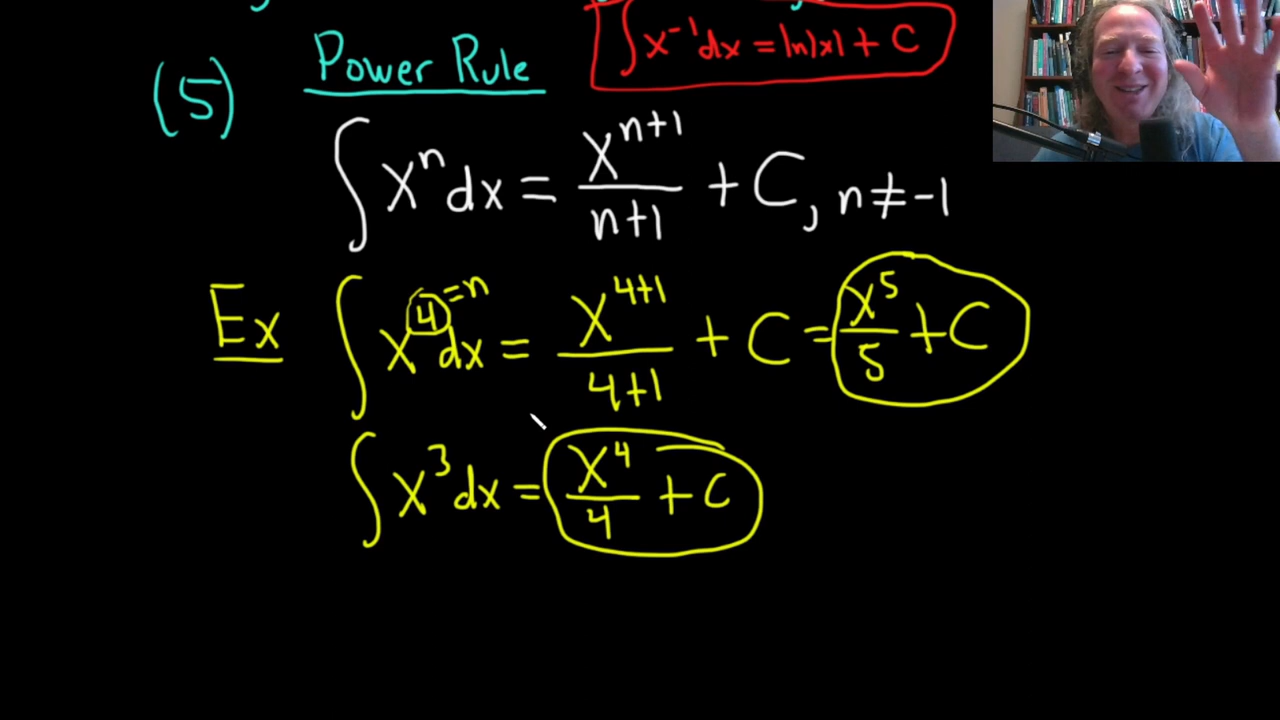 ∫x⁻¹dx = ln|x| + C
(5) Power Rule
∫xⁿdx = xⁿ⁺¹/(n+1) + C, n ≠ -1
Ex ∫x⁴dx = x⁴⁺¹/(4+1) + C = x⁵/5 + C
=n
∫x³dx = x⁴/4 + C